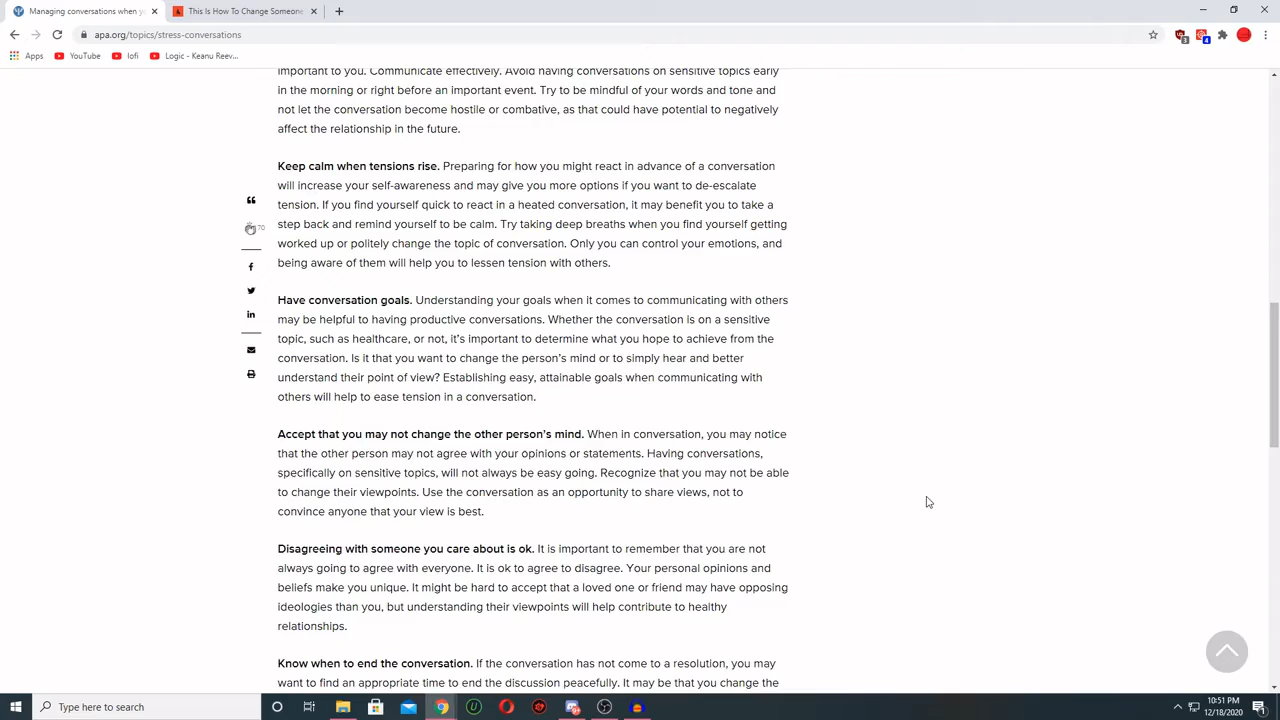 Managing conversations when y
This Is How To Change Someone
apa.org/topics/stress-conversations
3
4
Apps
YouTube
lofi
Logic - Keanu Reev...
important to you. Communicate effectively. Avoid having conversations on sensitive topics early
in the morning or right before an important event. Try to be mindful of your words and tone and
not let the conversation become hostile or combative, as that could have potential to negatively
affect the relationship in the future.
Keep calm when tensions rise. Preparing for how you might react in advance of a conversation
will increase your self-awareness and may give you more options if you want to de-escalate
tension. If you find yourself quick to react in a heated conversation, it may benefit you to take a
step back and remind yourself to be calm. Try taking deep breaths when you find yourself getting
worked up or politely change the topic of conversation. Only you can control your emotions, and
being aware of them will help you to lessen tension with others.
70
Have conversation goals. Understanding your goals when it comes to communicating with others
may be helpful to having productive conversations. Whether the conversation is on a sensitive
topic, such as healthcare, or not, it's important to determine what you hope to achieve from the
conversation. Is it that you want to change the person's mind or to simply hear and better
understand their point of view? Establishing easy, attainable goals when communicating with
others will help to ease tension in a conversation.
Accept that you may not change the other person's mind. When in conversation, you may notice
that the other person may not agree with your opinions or statements. Having conversations,
specifically on sensitive topics, will not always be easy going. Recognize that you may not be able
to change their viewpoints. Use the conversation as an opportunity to share views, not to
convince anyone that your view is best.
Disagreeing with someone you care about is ok. It is important to remember that you are not
always going to agree with everyone. It is ok to agree to disagree. Your personal opinions and
beliefs make you unique. It might be hard to accept that a loved one or friend may have opposing
ideologies than you, but understanding their viewpoints will help contribute to healthy
relationships.
Know when to end the conversation. If the conversation has not come to a resolution, you may
want to find an appropriate time to end the discussion peacefully. It may be that you change the
Type here to search
10:51 PM
12/18/2020